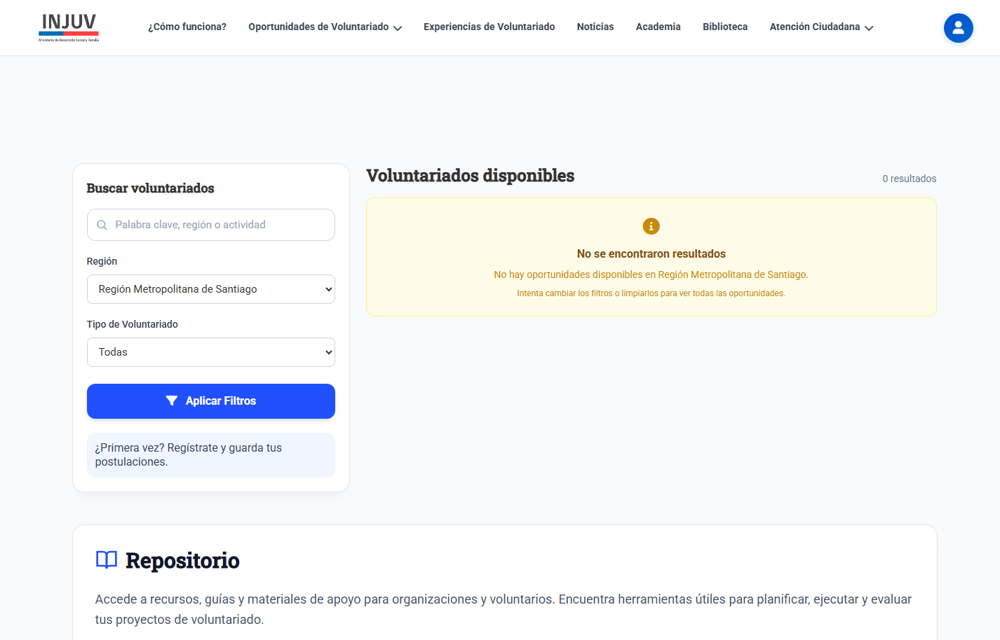 INJUV
Ministerio de Desarrollo Social y Familia
¿Cómo funciona?
Oportunidades de Voluntariado
Experiencias de Voluntariado
Noticias
Academia
Biblioteca
Atención Ciudadana
Buscar voluntariados
Palabra clave, región o actividad
Región
Región Metropolitana de Santiago
Tipo de Voluntariado
Todas
Aplicar Filtros
¿Primera vez? Regístrate y guarda tus
postulaciones.
Voluntariados disponibles
0 resultados
No se encontraron resultados
No hay oportunidades disponibles en Región Metropolitana de Santiago.
Intenta cambiar los filtros o limpiarlos para ver todas las oportunidades.
Repositorio
Accede a recursos, guías y materiales de apoyo para organizaciones y voluntarios. Encuentra herramientas útiles para planificar, ejecutar y evaluar
tus proyectos de voluntariado.